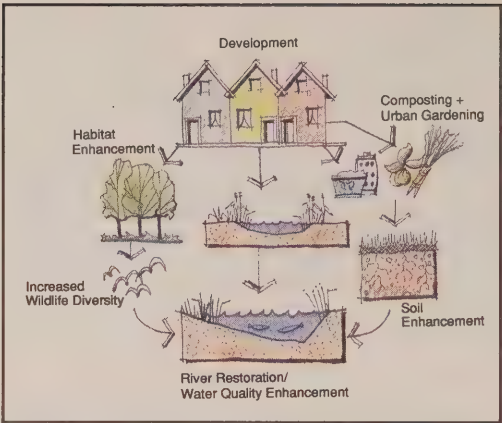 Development
Composting +
Urban Gardening
Habitat
Enhancement
Increased
Wildlife Diversity
Soil
Enhancement
River Restoration/
Water Quality Enhancement